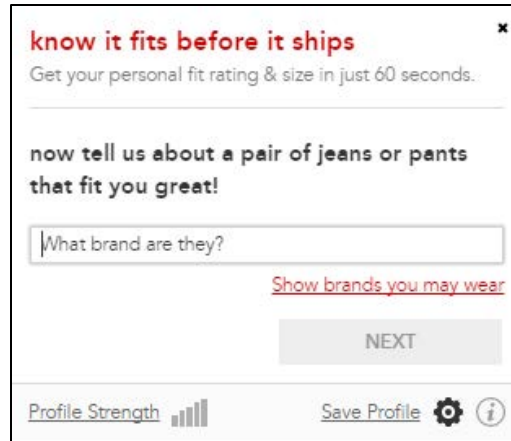 know it fits before it ships
Get your personal fit rating & size in just 60 seconds.
now tell us about a pair of jeans or pants
that fit you great!
What brand are they?
Show brands you may wear
NEXT
Profile Strength
Save Profile